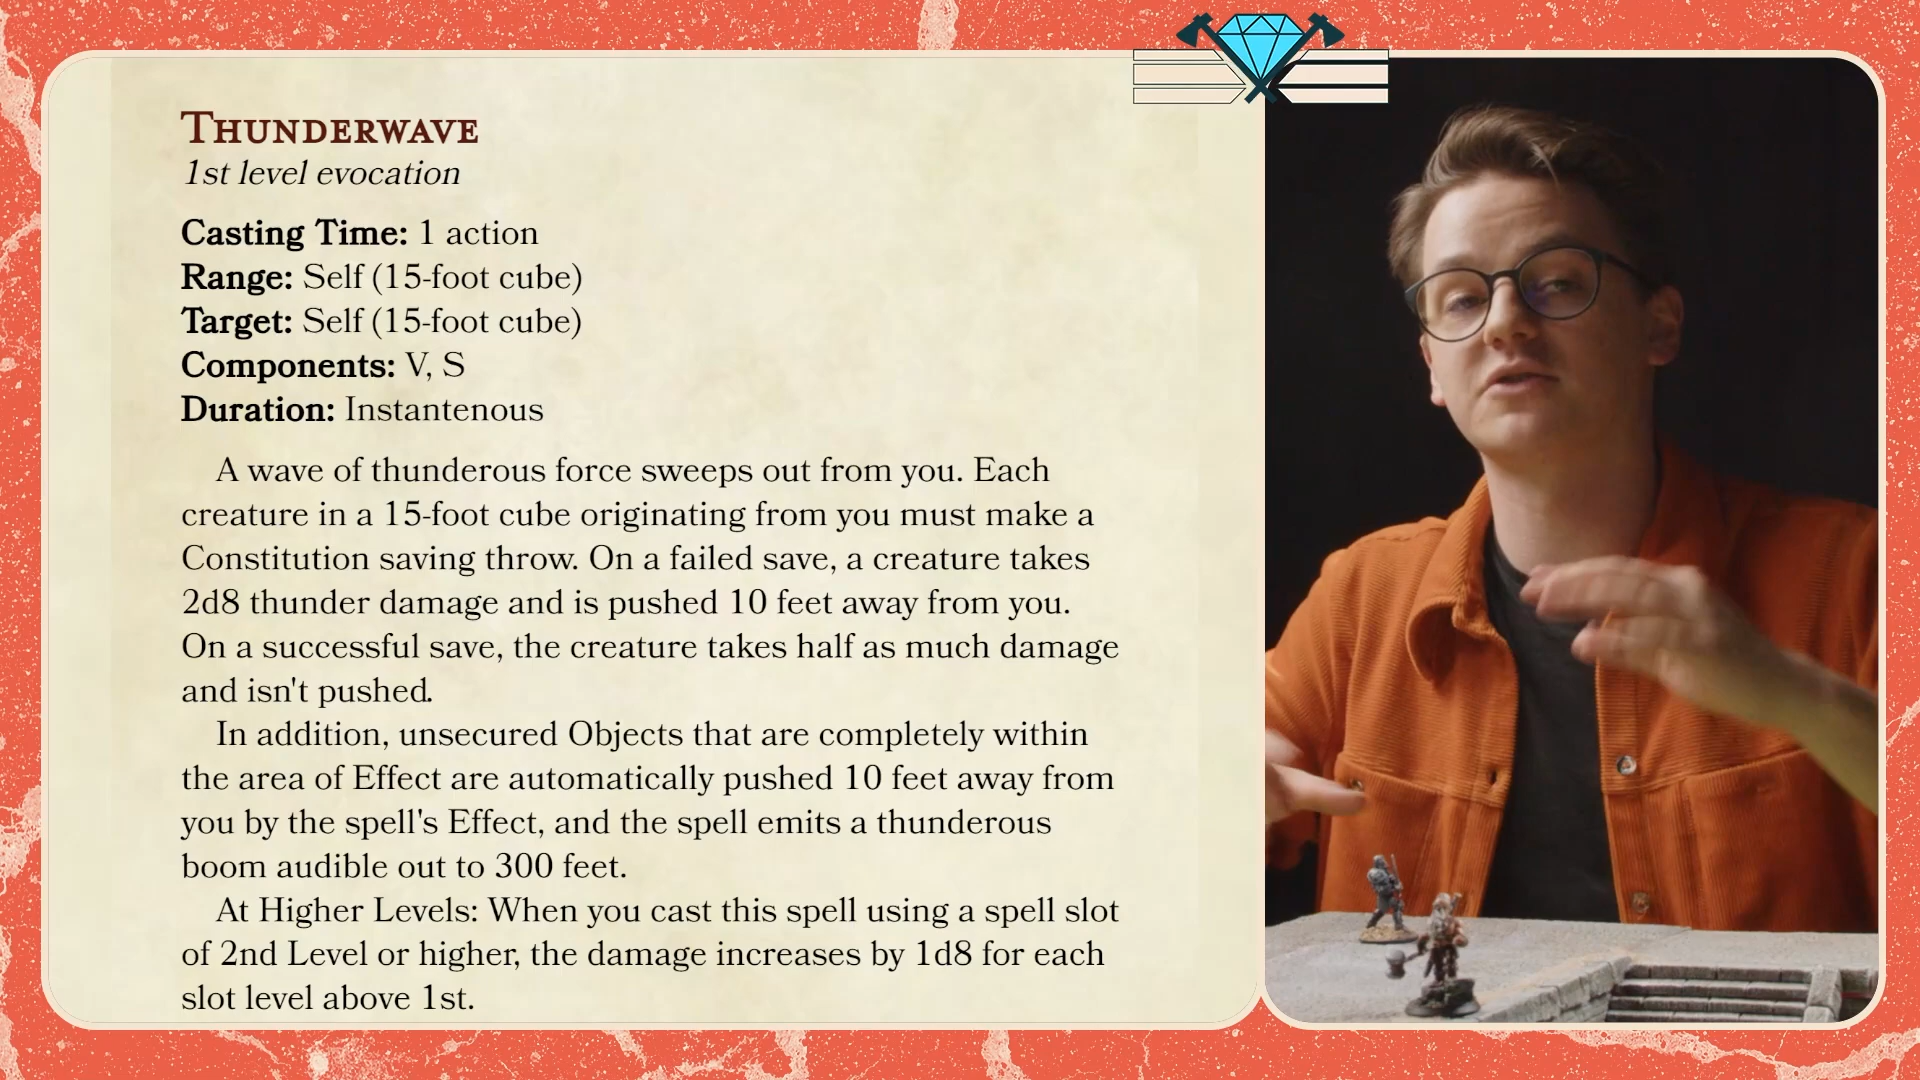 Thunderwave
1st level evocation
Casting Time: 1 action
Range: Self (15-foot cube)
Target: Self (15-foot cube)
Components: V, S
Duration: Instantenous
A wave of thunderous force sweeps out from you. Each
creature in a 15-foot cube originating from you must make a
Constitution saving throw. On a failed save, a creature takes
2d8 thunder damage and is pushed 10 feet away from you.
On a successful save, the creature takes half as much damage
and isn't pushed.
In addition, unsecured Objects that are completely within
the area of Effect are automatically pushed 10 feet away from
you by the spell's Effect, and the spell emits a thunderous
boom audible out to 300 feet.
At Higher Levels: When you cast this spell using a spell slot
of 2nd Level or higher, the damage increases by 1d8 for each
slot level above 1st.